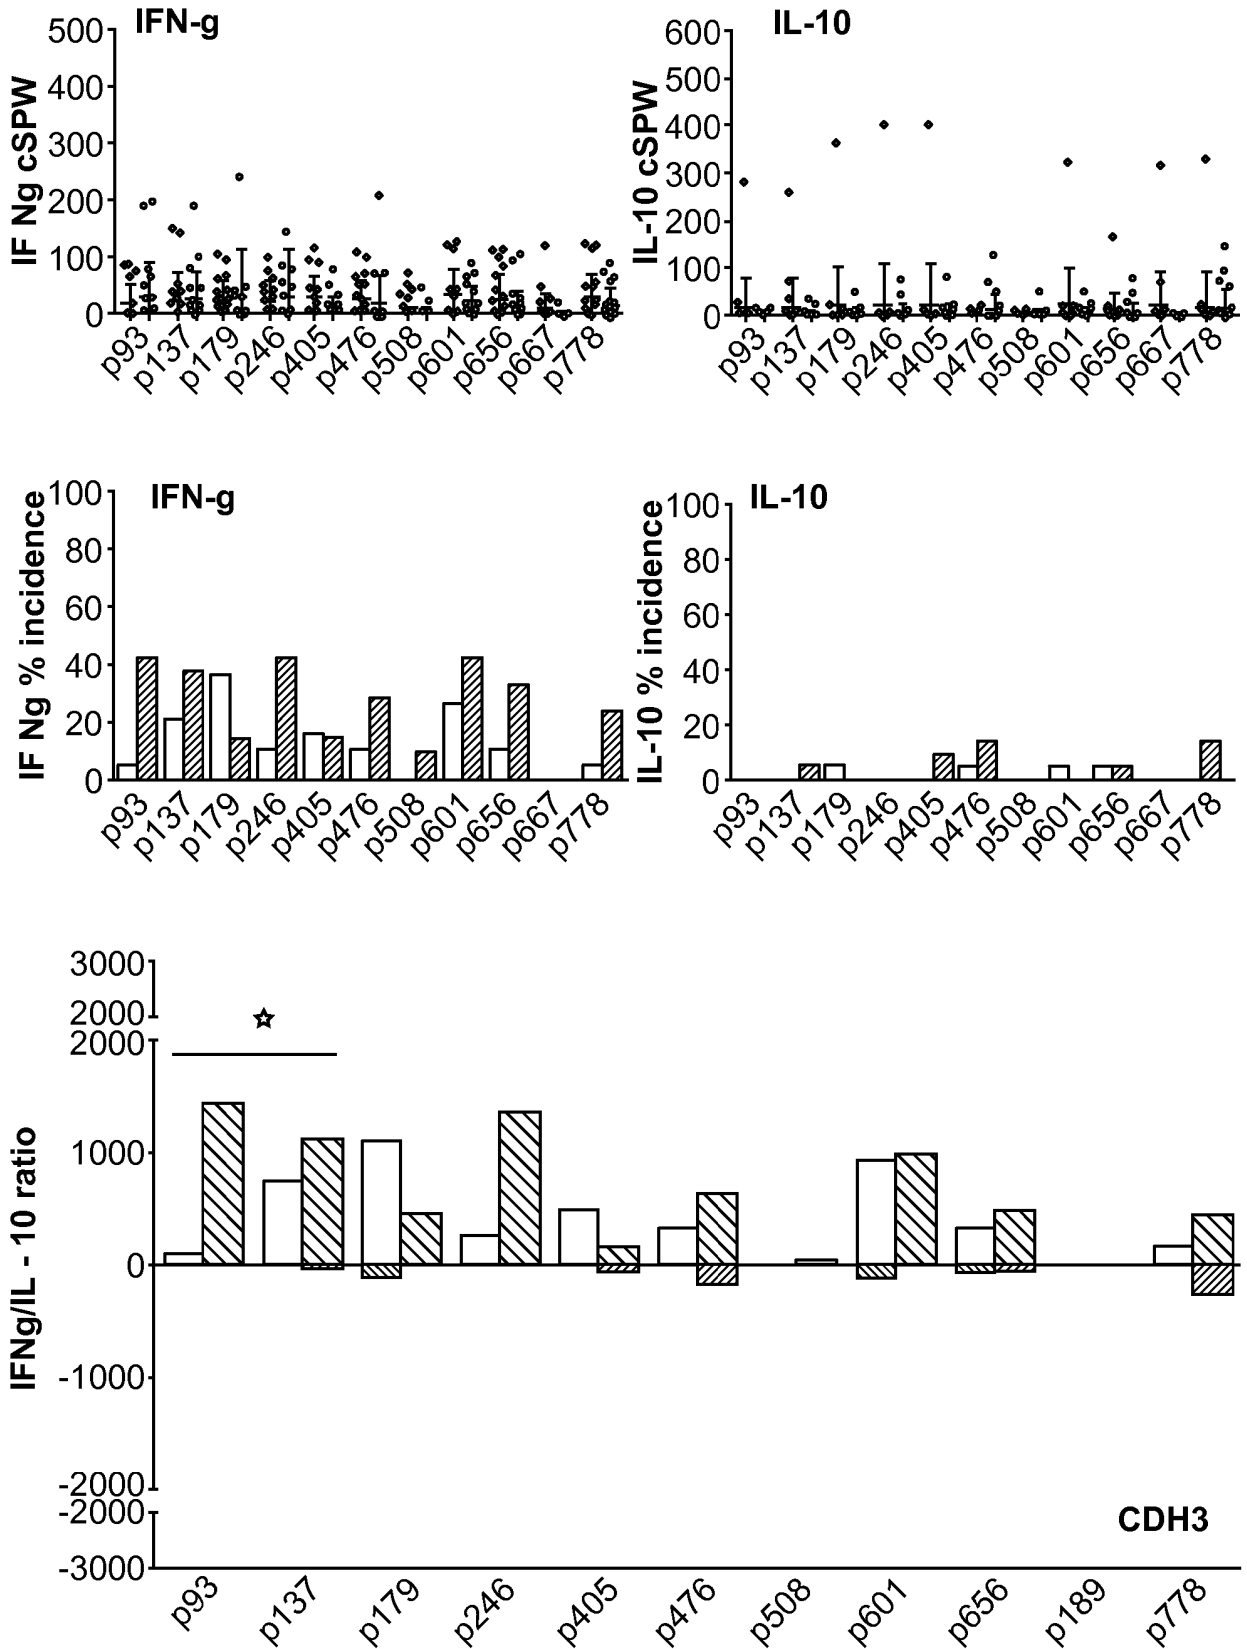 IFN-g
IF Ng cSPW
500
400
300
200
100
0
p93
p137
p179
p246
p405
p476
p508
p601
p656
p667
p778
IL-10
IL-10 cSPW
600
500
400
300
200
100
0
p93
p137
p179
p246
p405
p476
p508
p601
p656
p667
p778
IFN-g
IF Ng % incidence
100
80
60
40
20
0
p93
p137
p179
p246
p405
p476
p508
p601
p656
p667
p778
IL-10
IL-10 % incidence
100
80
60
40
20
0
p93
p137
p179
p246
p405
p476
p508
p601
p656
p667
p778
IFNg/IL - 10 ratio
3000
2000
2000
1000
0
-1000
-2000
-2000
-3000
CDH3
p93
p137
p179
p246
p405
p476
p508
p601
p656
p189
p778